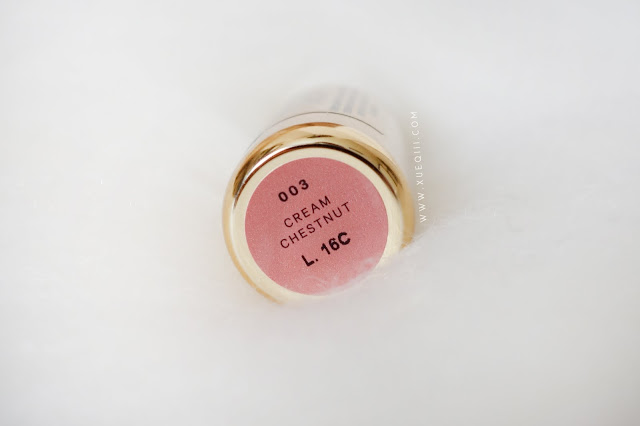 003
CREAM
CHESTNUT
L. 16C
WWW.XUEQIII.COM